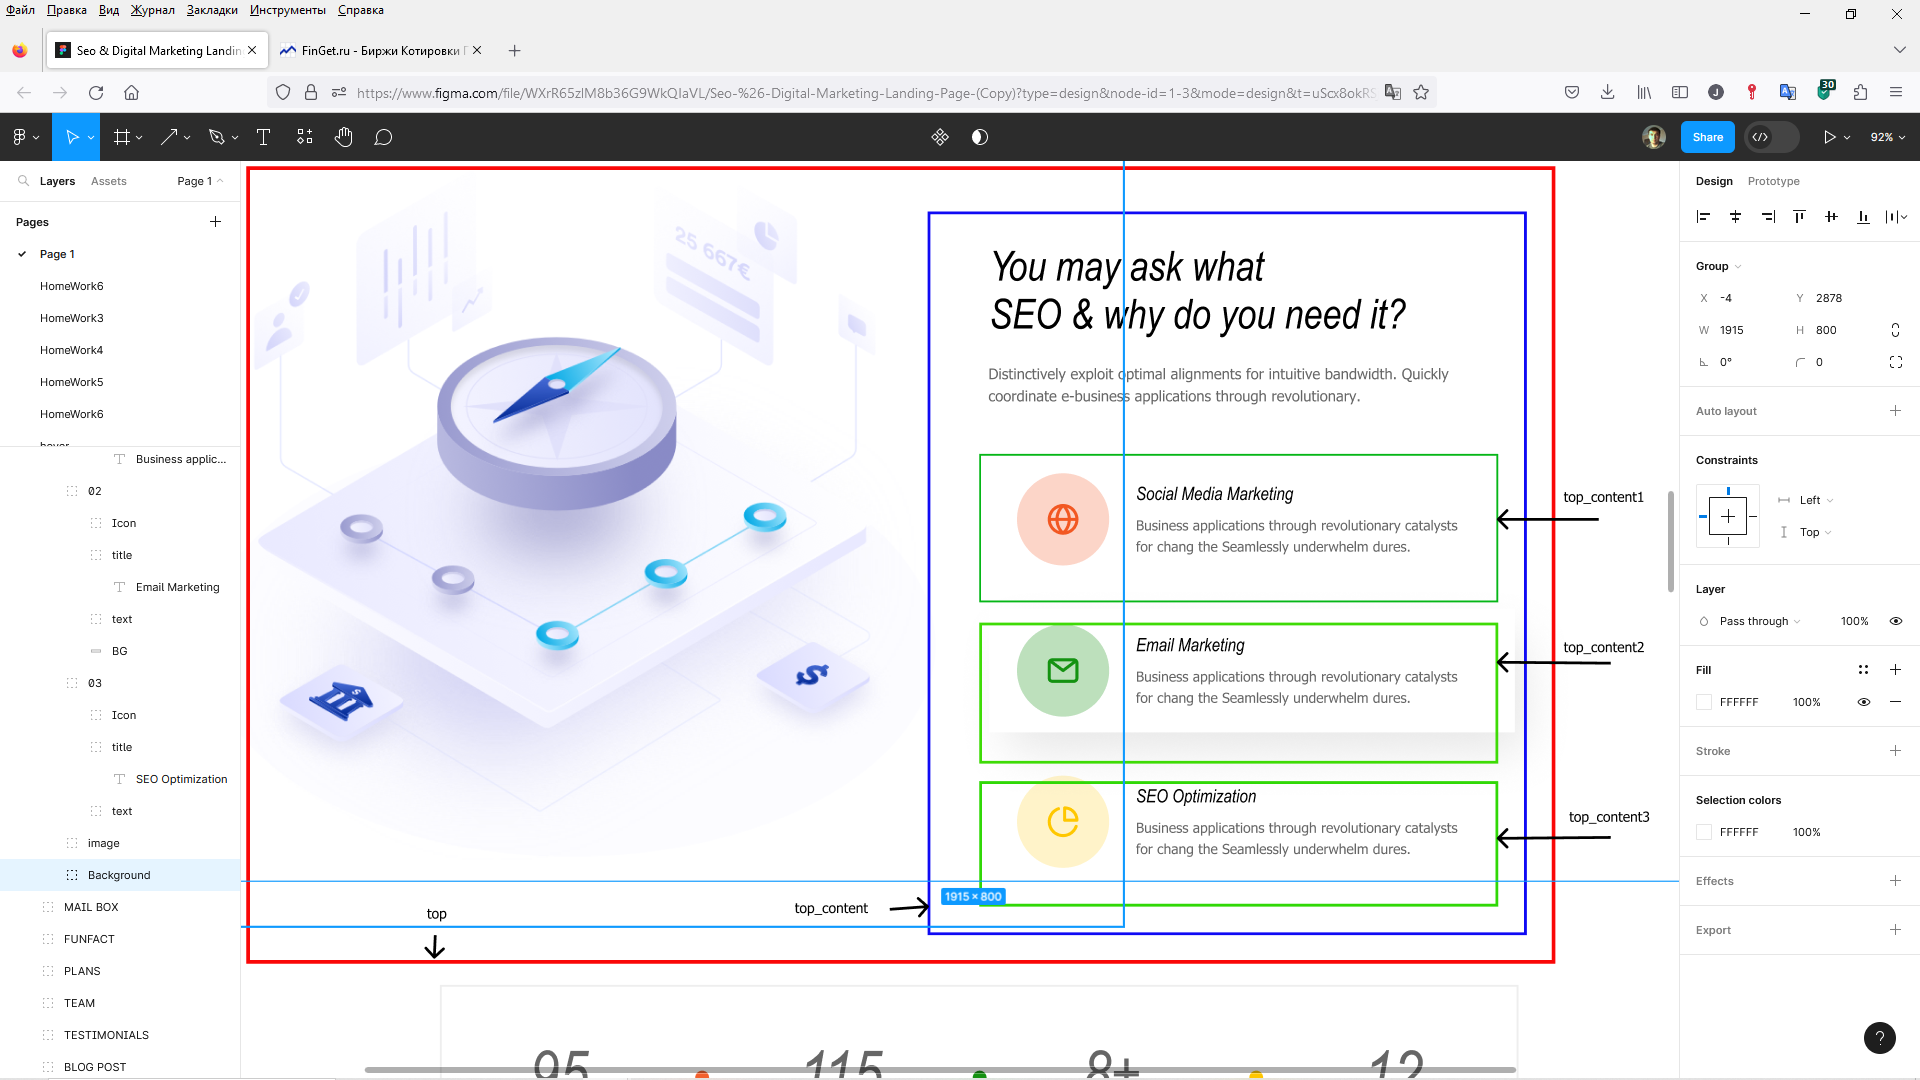 Файл Правка Вид Журнал Закладки Инструменты Справка
Seo & Digital Marketing Landin
FinGet.ru - Биржи Котировки
https://www.figma.com/file/WXrR65zlM8b36G9WkQIaVL/Seo-%26-Digital-Marketing-Landing-Page-(Copy)?type=design&node-id=1-3&mode=design&t=uScx8okRS
30
Share
92%
Layers Assets Page 1
Pages
Page 1
HomeWork6
HomeWork3
HomeWork4
HomeWork5
HomeWork6
Business applic...
02
Icon
title
Email Marketing
text
BG
03
Icon
title
SEO Optimization
text
image
Background
MAIL BOX
FUNFACT
PLANS
TEAM
TESTIMONIALS
BLOG POST
25 667€
You may ask what
SEO & why do you need it?
Distinctively exploit optimal alignments for intuitive bandwidth. Quickly
coordinate e-business applications through revolutionary.
Social Media Marketing
Business applications through revolutionary catalysts
for chang the Seamlessly underwhelm dures.
top_content1
Email Marketing
Business applications through revolutionary catalysts
for chang the Seamlessly underwhelm dures.
top_content2
SEO Optimization
Business applications through revolutionary catalysts
for chang the Seamlessly underwhelm dures.
top_content3
1915 × 800
top_content
top
95 115 8+ 12
Design Prototype
Group
X -4 Y 2878
W 1915 H 800
0° 0
Auto layout
Constraints
Left
Top
Layer
Pass through 100%
Fill
FFFFFF 100%
Stroke
Selection colors
FFFFFF 100%
Effects
Export
?